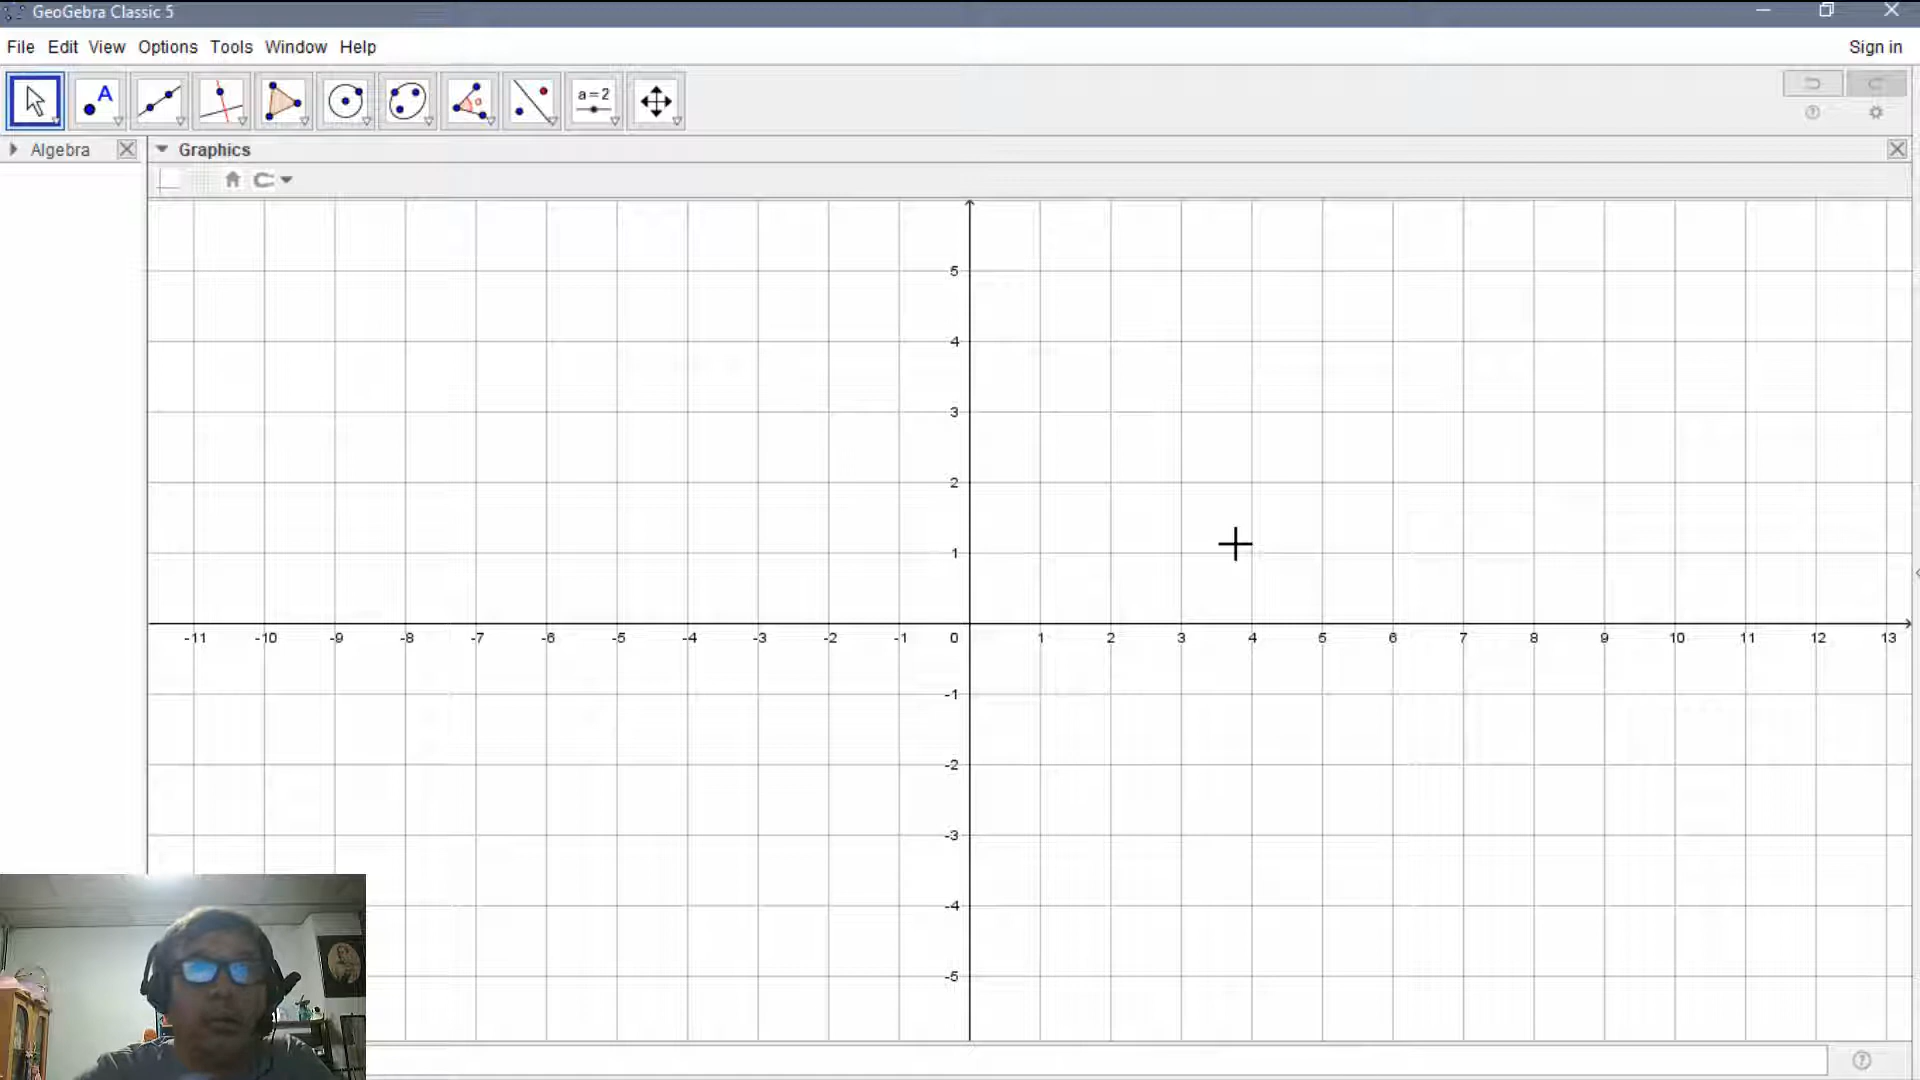 GeoGebra Classic 5
File Edit View Options Tools Window Help
Sign in
A
a=2
Algebra
Graphics
5
4
3
2
1
-11 -10 -9 -8 -7 -6 -5 -4 -3 -2 -1 0 1 2 3 4 5 6 7 8 9 10 11 12 13
-1
-2
-3
-4
-5